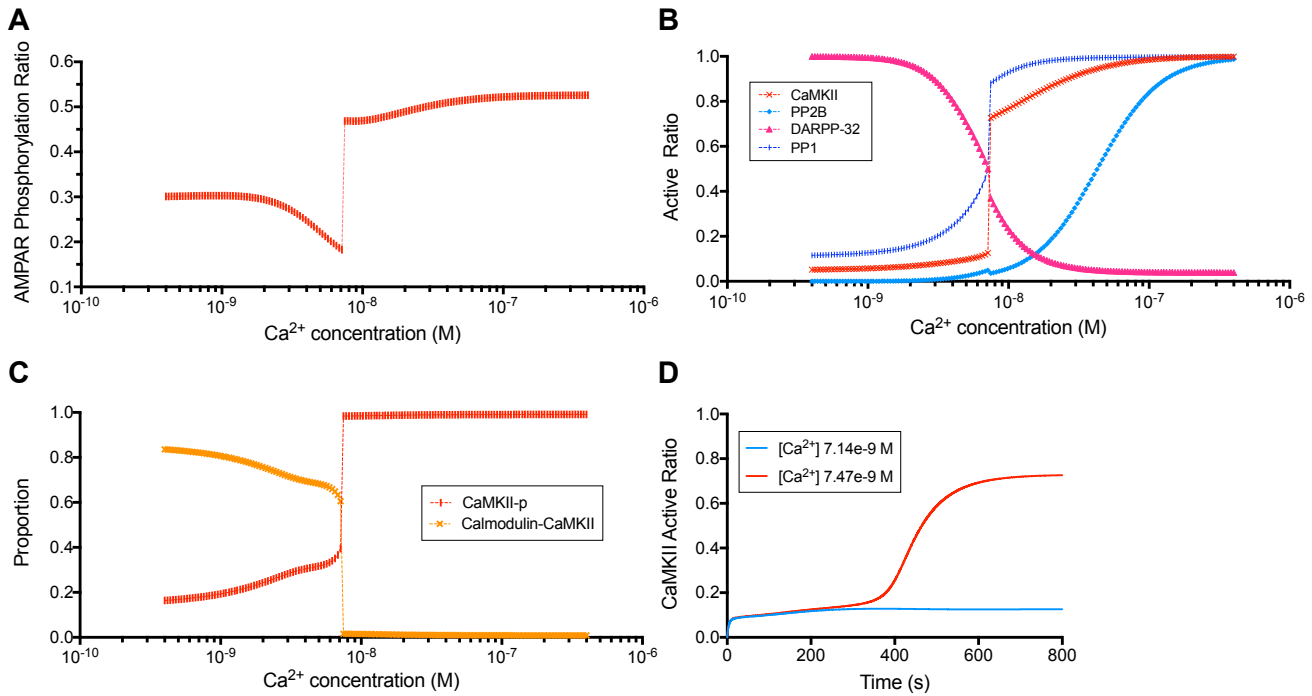 A
AMPAR Phosphorylation Ratio
0.6
0.5
0.4
0.3
0.2
0.1
10-10
10-9
10-8
10-7
10-6
Ca2+ concentration (M)
B
Active Ratio
1.0
0.8
0.6
0.4
0.2
0.0
CaMKII
PP2B
DARPP-32
PP1
10-10
10-9
10-8
10-7
10-6
Ca2+ concentration (M)
C
Proportion
1.0
0.8
0.6
0.4
0.2
0.0
CaMKII-p
Calmodulin-CaMKII
10-10
10-9
10-8
10-7
10-6
Ca2+ concentration (M)
D
CaMKII Active Ratio
1.0
0.8
0.6
0.4
0.2
0.0
[Ca2+] 7.14e-9 M
[Ca2+] 7.47e-9 M
0
200
400
600
800
Time (s)